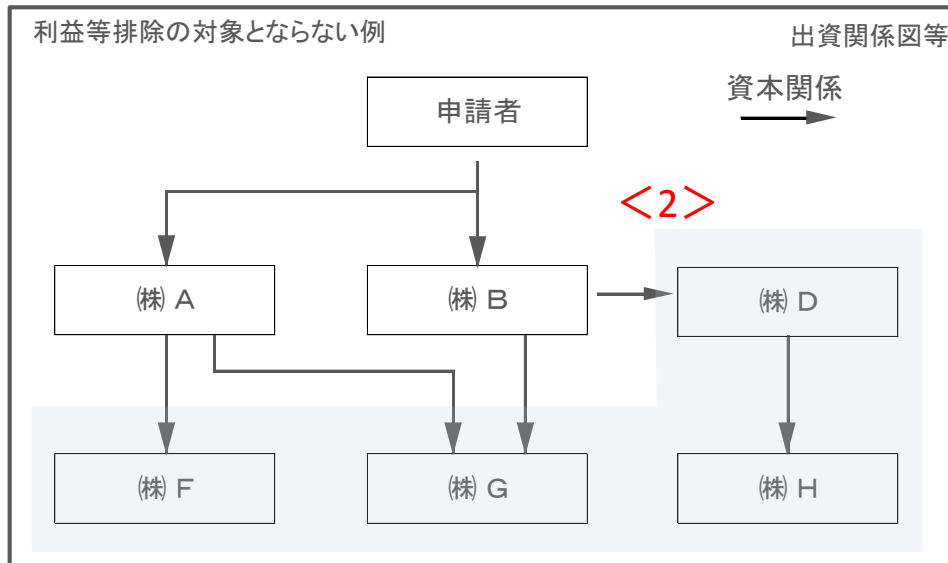 利益等排除の対象とならない例
出資関係図等
資本関係
申請者
＜2＞
㈱ A
㈱ B
㈱ D
㈱ F
㈱ G
㈱ H